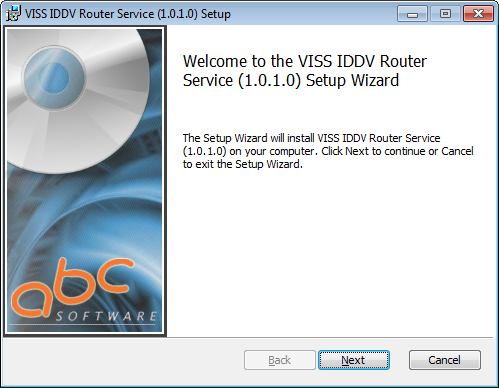 VISS IDDV Router Service (1.0.1.0) Setup
Welcome to the VISS IDDV Router
Service (1.0.1.0) Setup Wizard
The Setup Wizard will install VISS IDDV Router Service
(1.0.1.0) on your computer. Click Next to continue or Cancel
to exit the Setup Wizard.
abc
SOFTWARE
Back
Next
Cancel